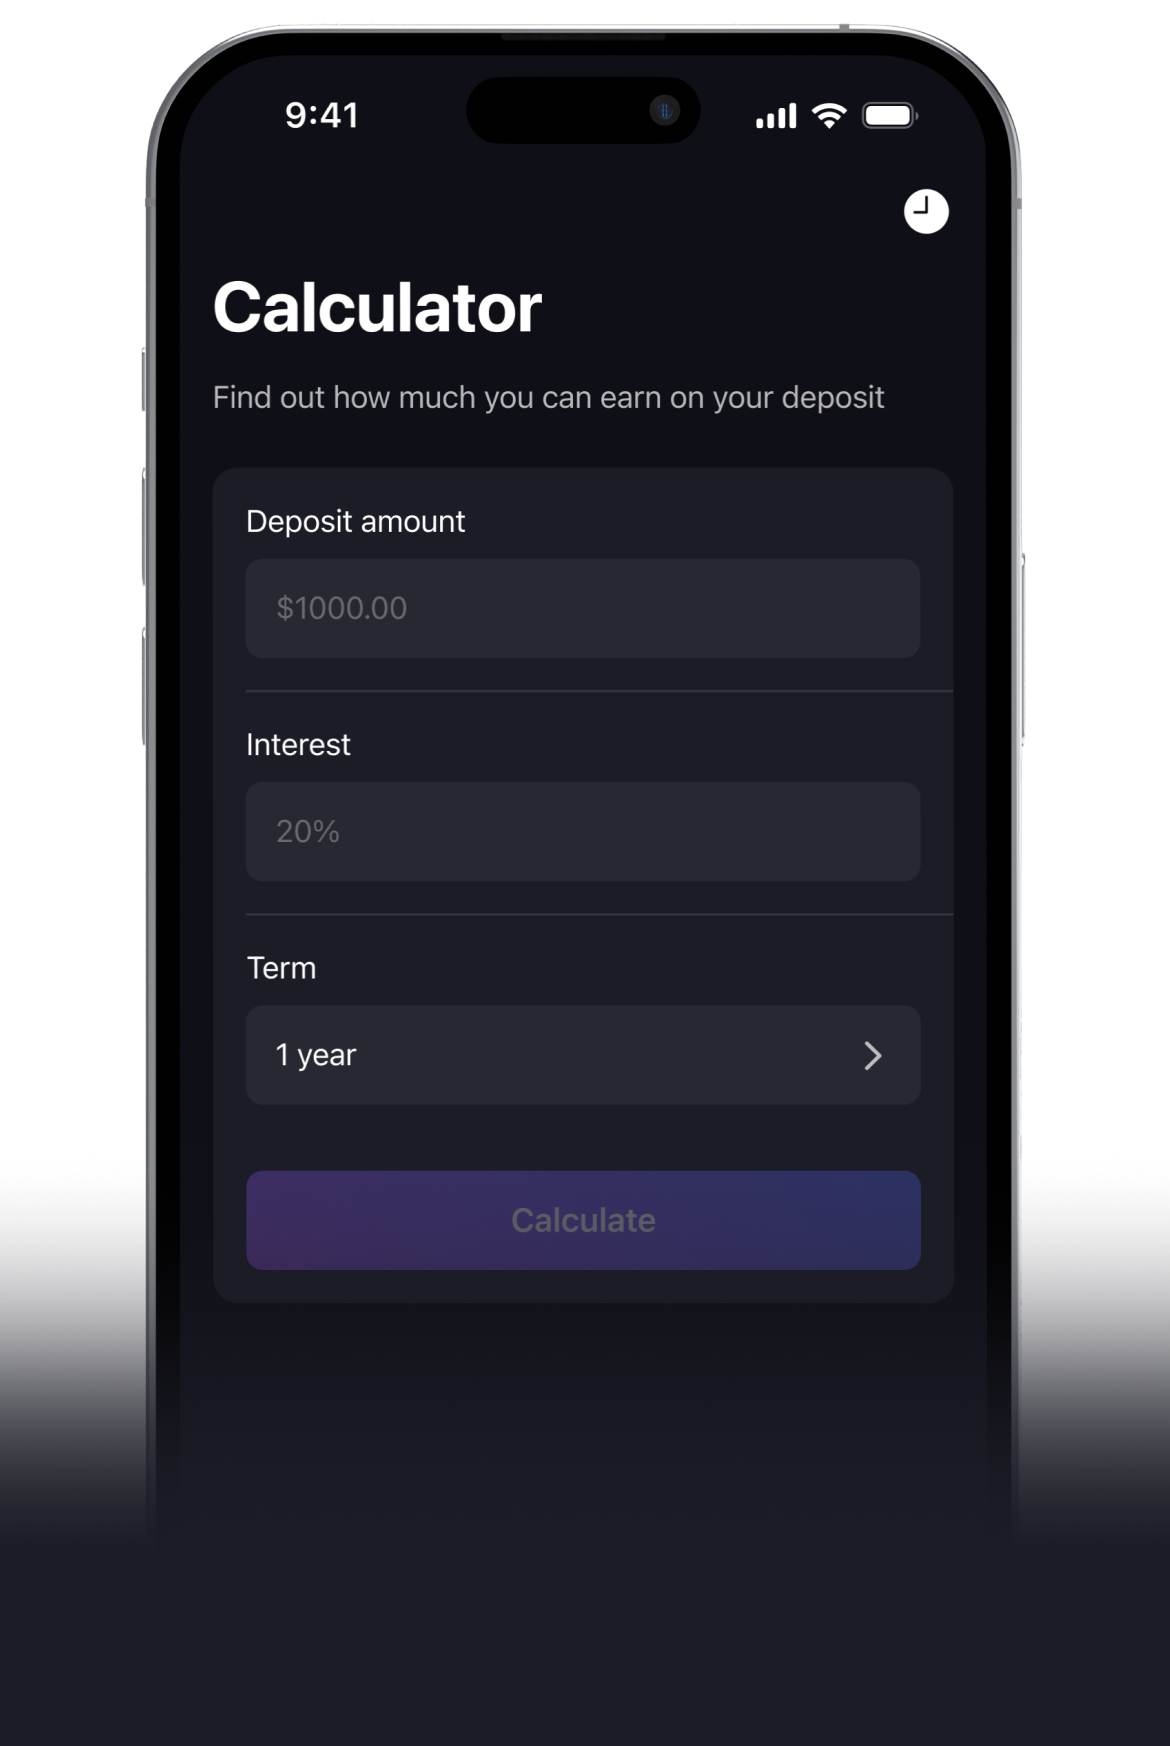 9:41
Calculator
Find out how much you can earn on your deposit
Deposit amount
$1000.00
Interest
20%
Term
1 year
Calculate